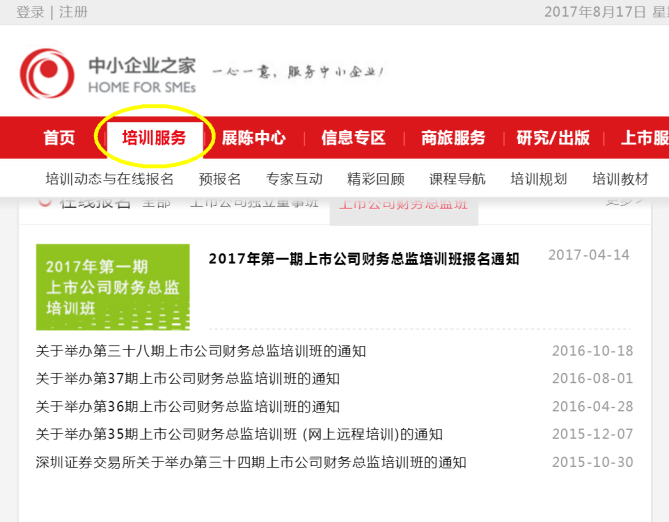 登录 | 注册
2017年8月17日 星
中小企业之家
HOME FOR SMEs
一心一意，服务中小企业！
首页 | 培训服务 | 展陈中心 | 信息专区 | 商旅服务 | 研究/出版 | 上市服
培训动态与在线报名 预报名 专家互动 精彩回顾 课程导航 培训规划 培训教材
在线报名 全部 上市公司独立董事班 上市公司财务总监班 更多>
2017年第一期
上市公司财务总监
培训班
2017年第一期上市公司财务总监培训班报名通知 2017-04-14
关于举办第三十八期上市公司财务总监培训班的通知 2016-10-18
关于举办第37期上市公司财务总监培训班的通知 2016-08-01
关于举办第36期上市公司财务总监培训班的通知 2016-04-28
关于举办第35期上市公司财务总监培训班 (网上远程培训)的通知 2015-12-07
深圳证券交易所关于举办第三十四期上市公司财务总监培训班的通知 2015-10-30